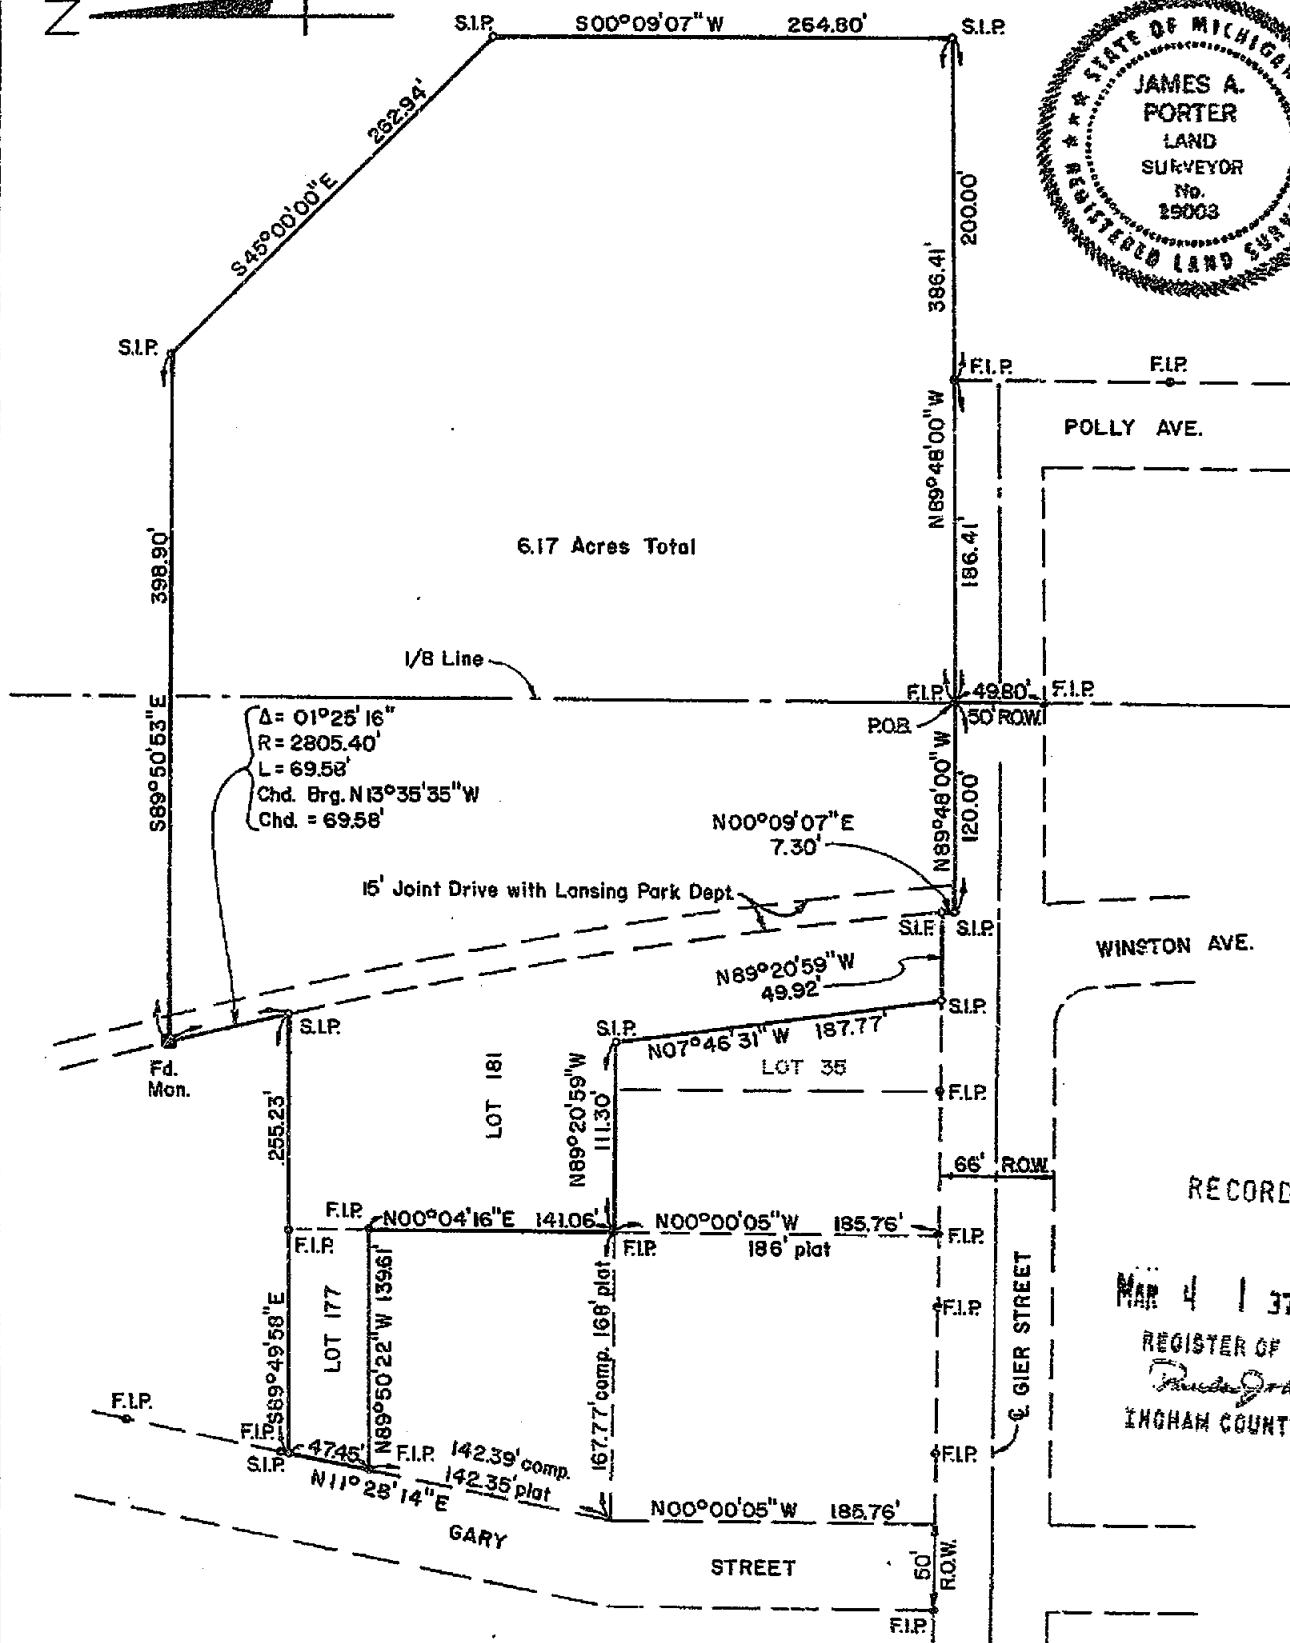 N
S.I.P.
S00°09'07"W 264.80'
S.I.P.
STATE OF MICHIGAN
JAMES A.
PORTER
LAND
SURVEYOR
No.
29003
REGISTERED LAND
262.94'
S45°00'00"E
200.00'
386.41'
S.I.P.
F.I.P.
F.I.P.
POLLY AVE.
N89°48'00"W
398.90'
6.17 Acres Total
186.41'
1/8 Line
F.I.P.
49.80'
F.I.P.
P.O.B.
50' R.O.W.
S89°50'53"E
Δ= 01°25'16"
R= 2805.40'
L= 69.58'
Chd. Brg. N13°35'35"W
Chd. = 69.58'
N89°48'00"W
120.00'
N00°09'07"E
7.30'
15' Joint Drive with Lansing Park Dept.
S.I.P.
S.I.P.
WINSTON AVE.
N89°20'59"W
49.92'
S.I.P.
S.I.P.
S.I.P.
N07°46'31"W 187.77'
Fd.
Mon.
LOT 181
LOT 35
F.I.P.
255.23'
N89°20'59"W
111.30'
66' R.O.W.
RECORD
F.I.P.
N00°04'16"E 141.06'
N00°00'05"W 185.76'
186' plat
F.I.P.
F.I.P.
F.I.P.
LOT 177
N89°50'22"W 139.61'
S89°49'58"E
167.77' comp. 168' plat
F.I.P.
℄ GIER STREET
MAR 4 1 37
REGISTER OF
INGHAM COUNT
F.I.P.
F.I.P.
S.I.P.
47.45'
F.I.P.
142.39' comp.
142.35' plat
N11°28'14"E
F.I.P.
N00°00'05"W 185.76'
GARY
STREET
50'
R.O.W.
F.I.P.